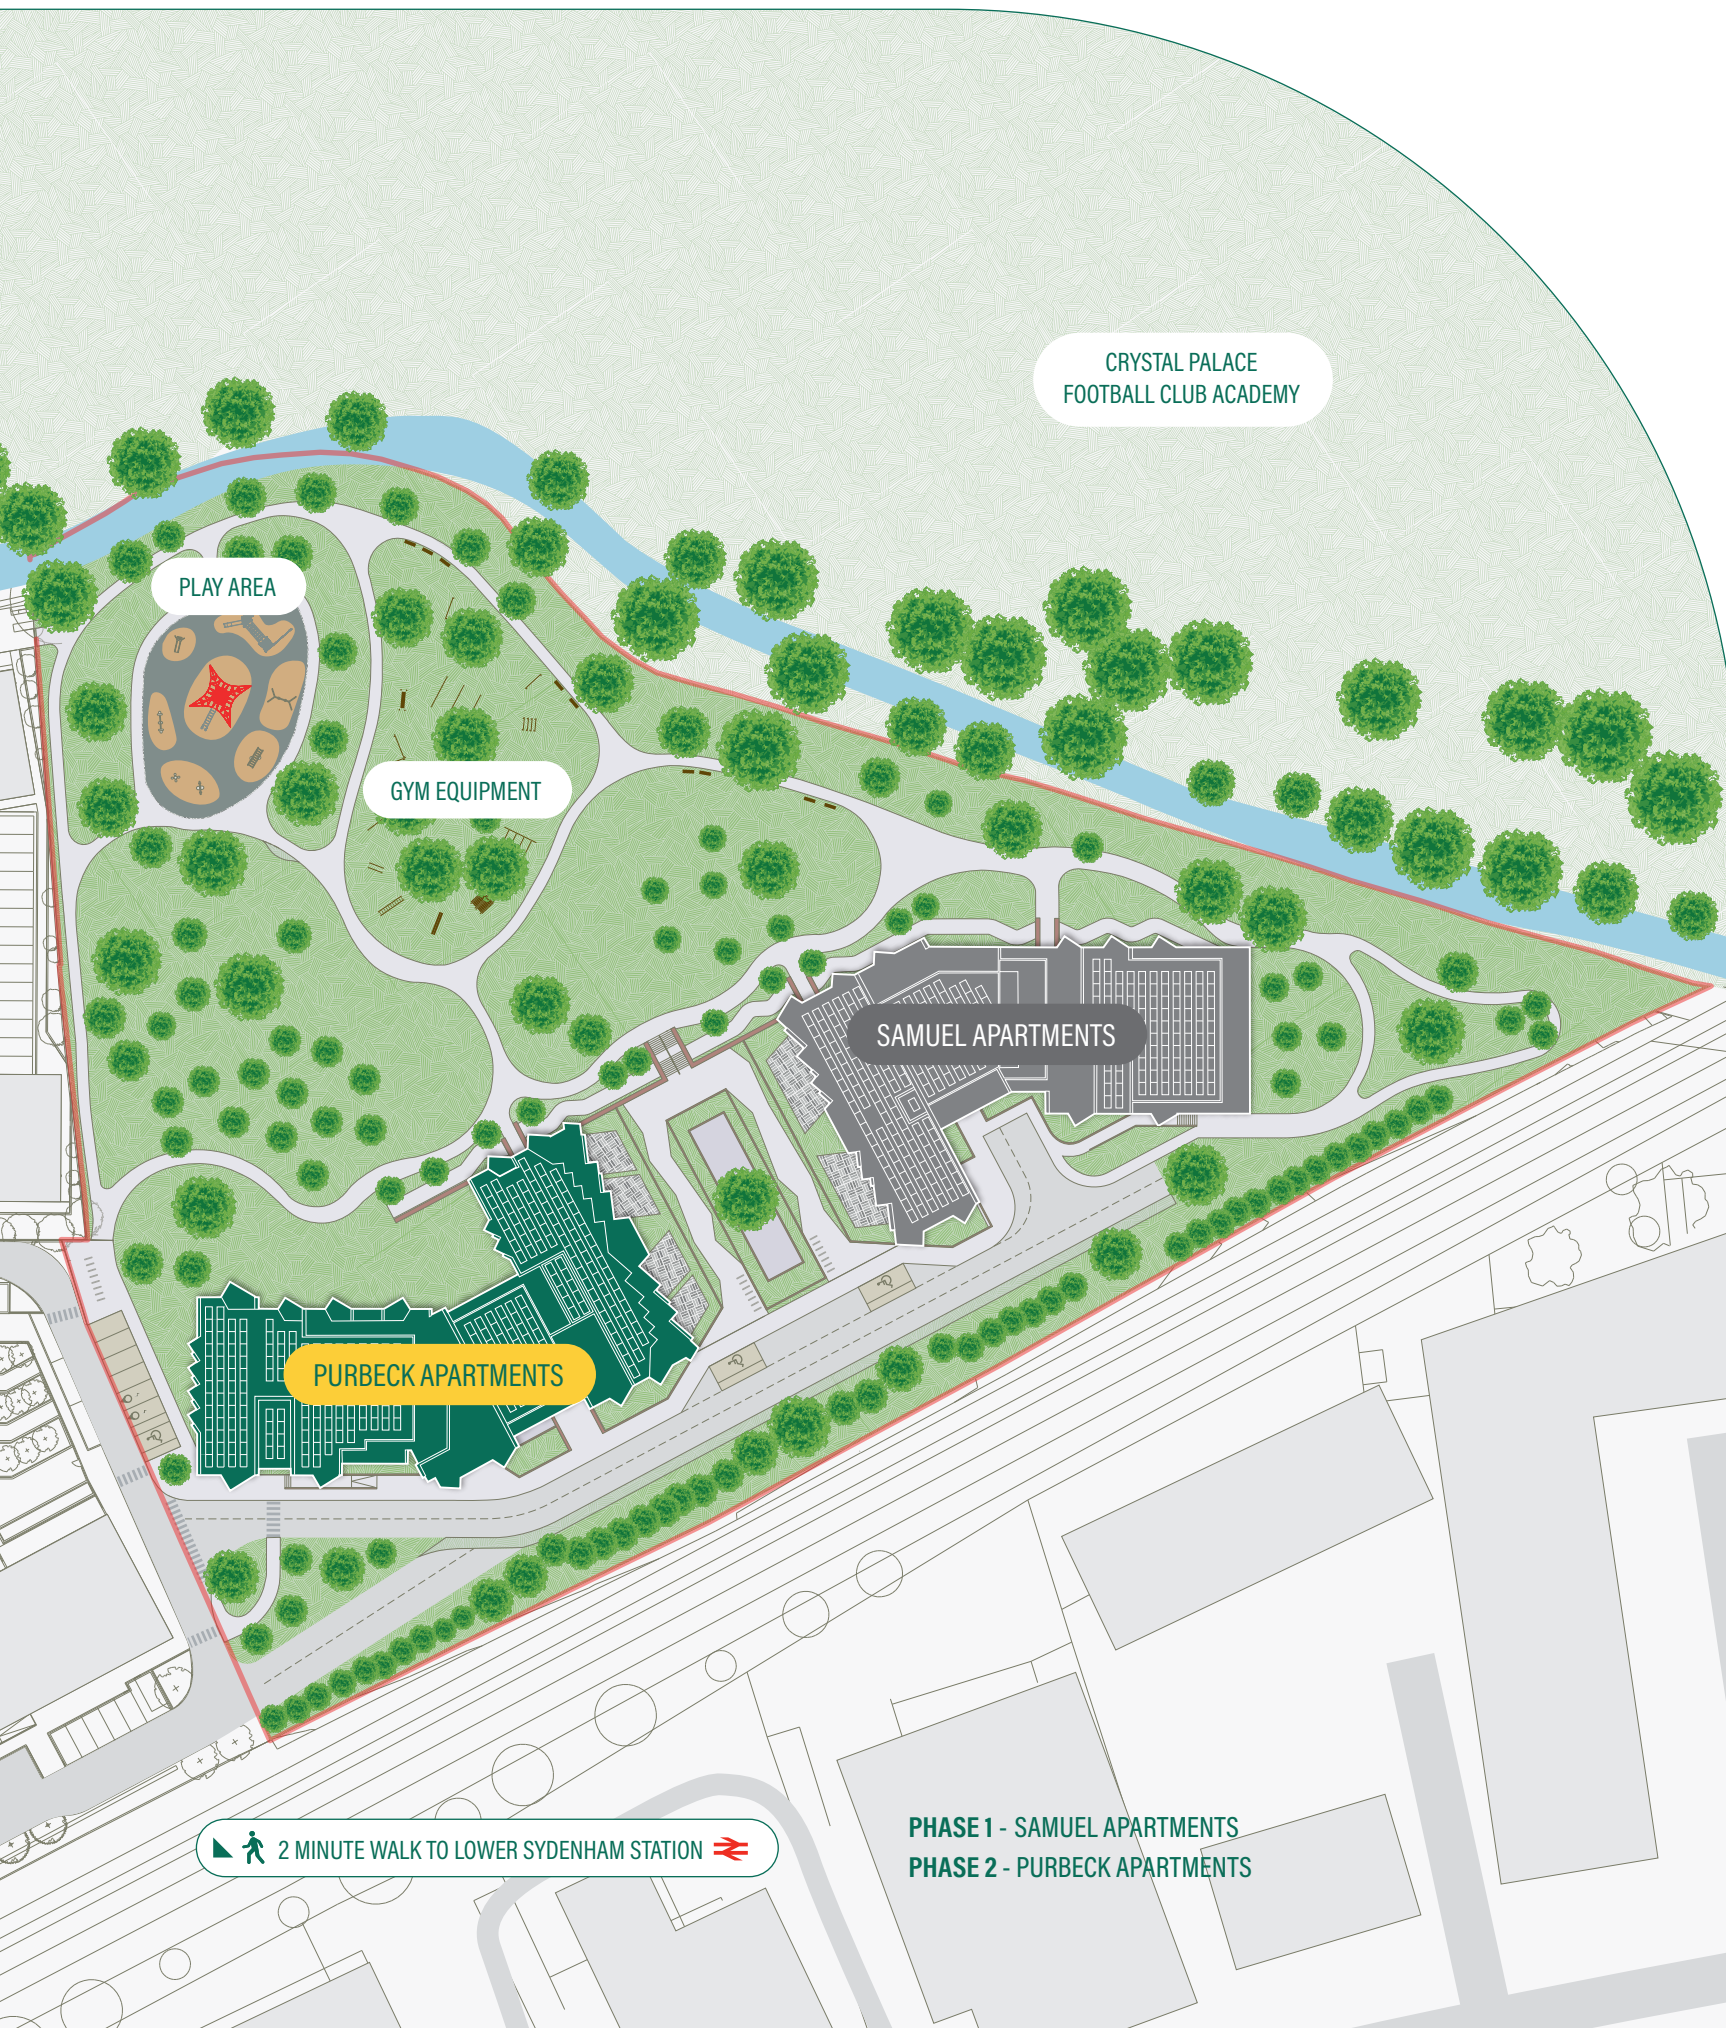 CRYSTAL PALACE
FOOTBALL CLUB ACADEMY
PLAY AREA
GYM EQUIPMENT
SAMUEL APARTMENTS
PURBECK APARTMENTS
2 MINUTE WALK TO LOWER SYDENHAM STATION
PHASE 1 - SAMUEL APARTMENTS
PHASE 2 - PURBECK APARTMENTS